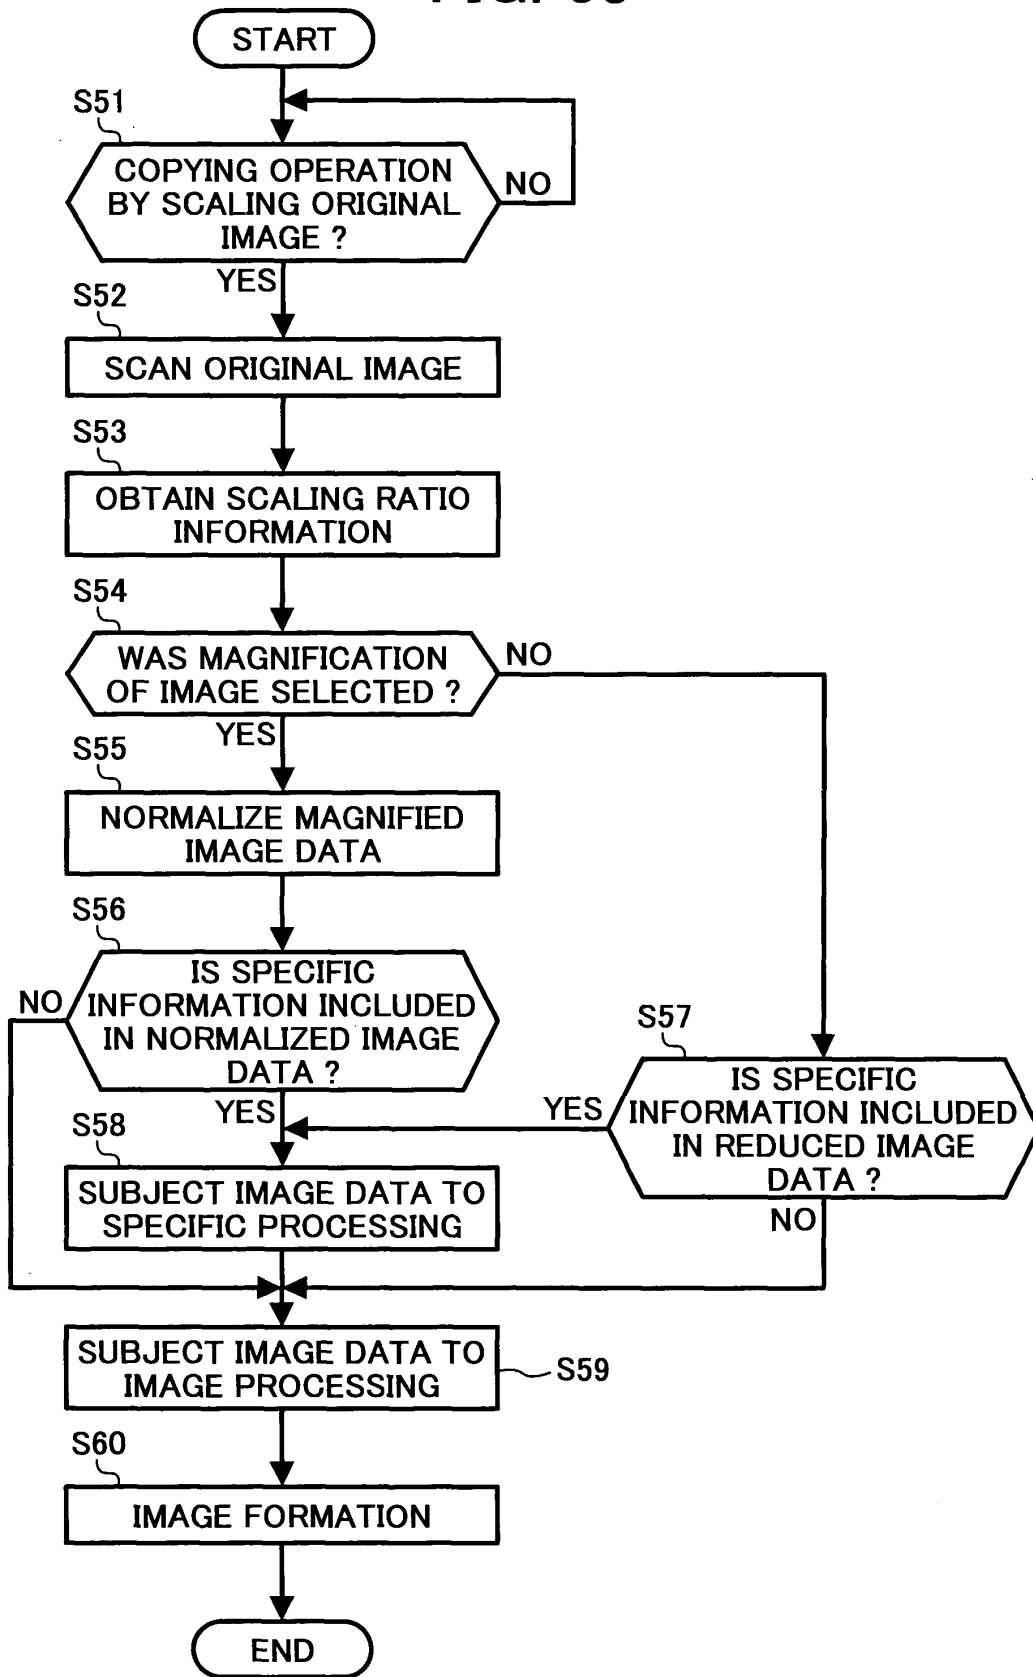 START
S51
COPYING OPERATION
BY SCALING ORIGINAL
IMAGE ?
NO
YES
S52
SCAN ORIGINAL IMAGE
S53
OBTAIN SCALING RATIO
INFORMATION
S54
WAS MAGNIFICATION
OF IMAGE SELECTED ?
NO
YES
S55
NORMALIZE MAGNIFIED
IMAGE DATA
S56
IS SPECIFIC
INFORMATION INCLUDED
IN NORMALIZED IMAGE
DATA ?
NO
YES
S57
IS SPECIFIC
INFORMATION INCLUDED
IN REDUCED IMAGE
DATA ?
YES
NO
S58
SUBJECT IMAGE DATA TO
SPECIFIC PROCESSING
SUBJECT IMAGE DATA TO
IMAGE PROCESSING
S59
S60
IMAGE FORMATION
END